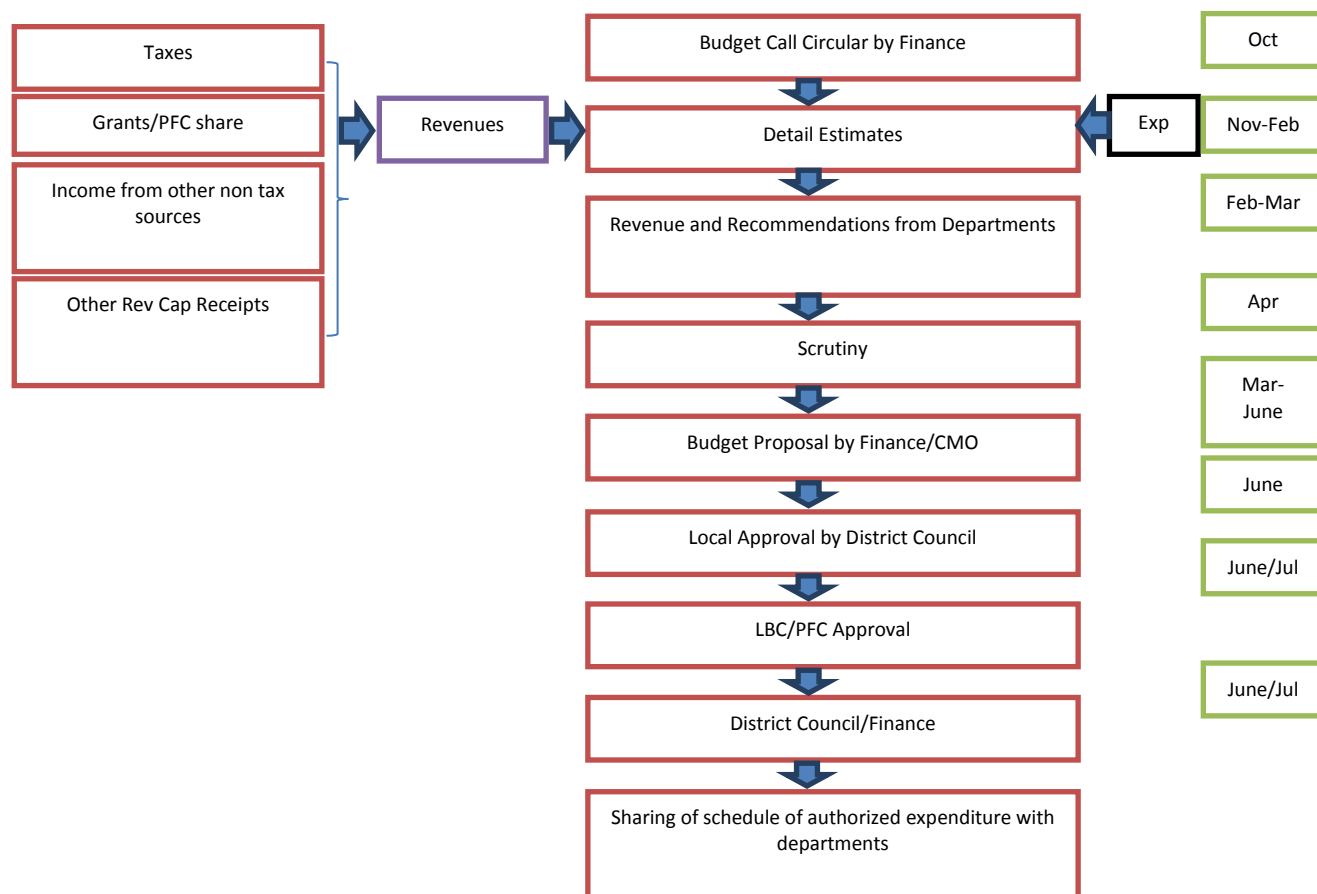 Taxes
Grants/PFC share
Income from other non tax
sources
Other Rev Cap Receipts
Revenues
Budget Call Circular by Finance
Detail Estimates
Revenue and Recommendations from Departments
Scrutiny
Budget Proposal by Finance/CMO
Local Approval by District Council
LBC/PFC Approval
District Council/Finance
Sharing of schedule of authorized expenditure with
departments
Exp
Oct
Nov-Feb
Feb-Mar
Apr
Mar-
June
June
June/Jul
June/Jul